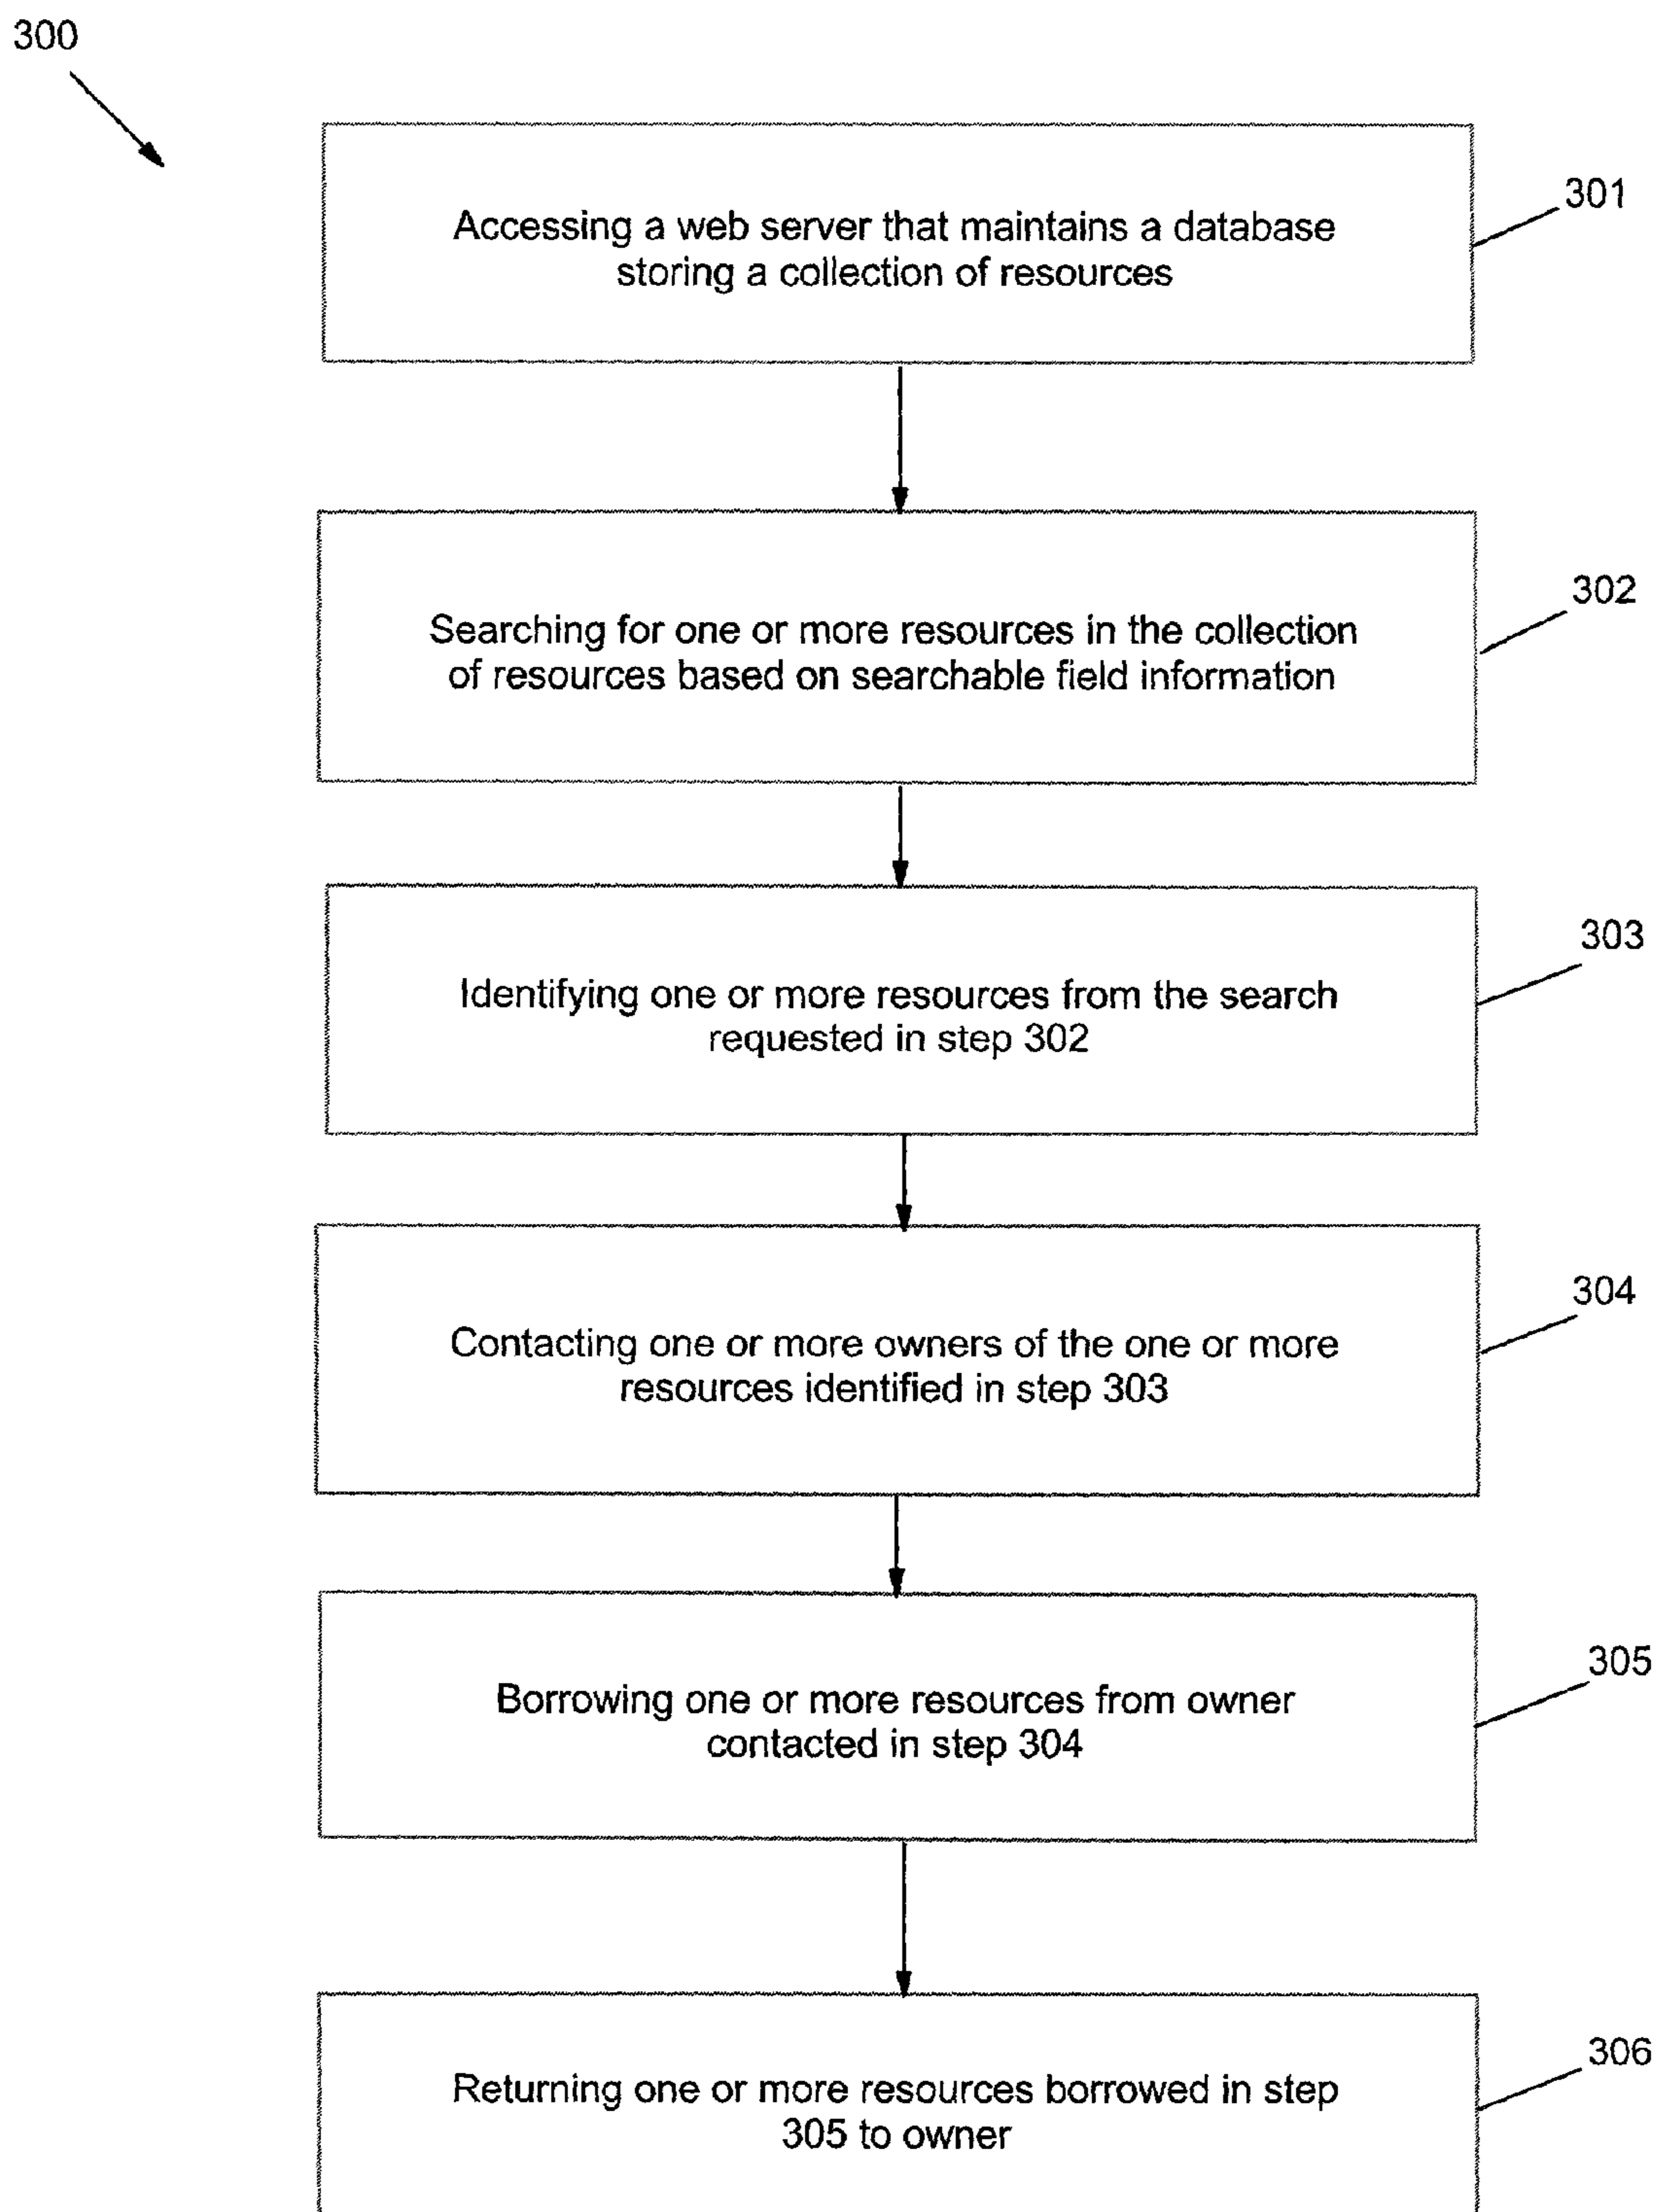 300
301
Accessing a web server that maintains a database
storing a collection of resources
302
Searching for one or more resources in the collection
of resources based on searchable field information
303
Identifying one or more resources from the search
requested in step 302
304
Contacting one or more owners of the one or more
resources identified in step 303
305
Borrowing one or more resources from owner
contacted in step 304
306
Returning one or more resources borrowed in step
305 to owner